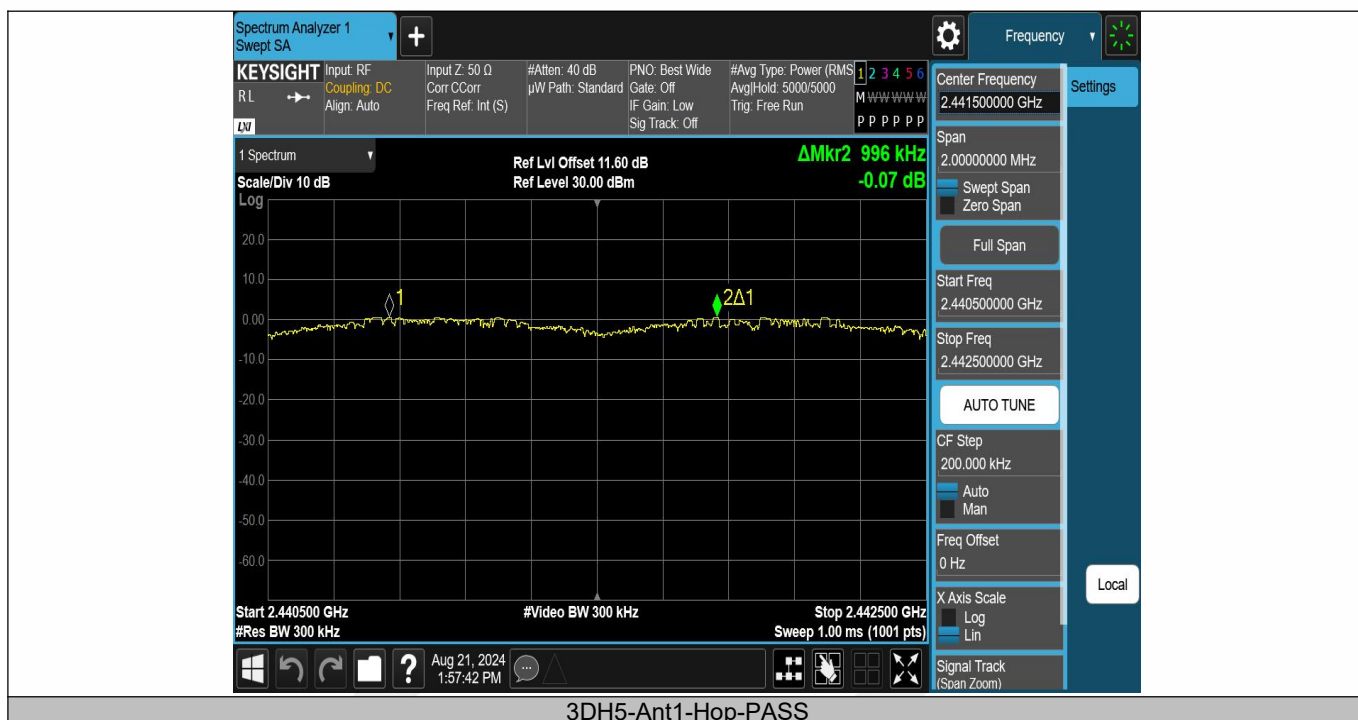 Spectrum Analyzer 1
Swept SA
+
Frequency
KEYSIGHT
RL
LXI
Input: RF
Coupling: DC
Align: Auto
Input Z: 50 Ω
Corr CCorr
Freq Ref: Int (S)
#Atten: 40 dB
µW Path: Standard
PNO: Best Wide
Gate: Off
IF Gain: Low
Sig Track: Off
#Avg Type: Power (RMS
Avg|Hold: 5000/5000
Trig: Free Run
1 2 3 4 5 6
M W W W W W
P P P P P P
1 Spectrum
Scale/Div 10 dB
Log
Ref Lvl Offset 11.60 dB
Ref Level 30.00 dBm
ΔMkr2 996 kHz
-0.07 dB
20.0
10.0
0.00
-10.0
-20.0
-30.0
-40.0
-50.0
-60.0
1
2Δ1
Start 2.440500 GHz
#Res BW 300 kHz
#Video BW 300 kHz
Stop 2.442500 GHz
Sweep 1.00 ms (1001 pts)
?
Aug 21, 2024
1:57:42 PM
Center Frequency
2.441500000 GHz
Settings
Span
2.00000000 MHz
Swept Span
Zero Span
Full Span
Start Freq
2.440500000 GHz
Stop Freq
2.442500000 GHz
AUTO TUNE
CF Step
200.000 kHz
Auto
Man
Freq Offset
0 Hz
Local
X Axis Scale
Log
Lin
Signal Track
(Span Zoom)
3DH5-Ant1-Hop-PASS